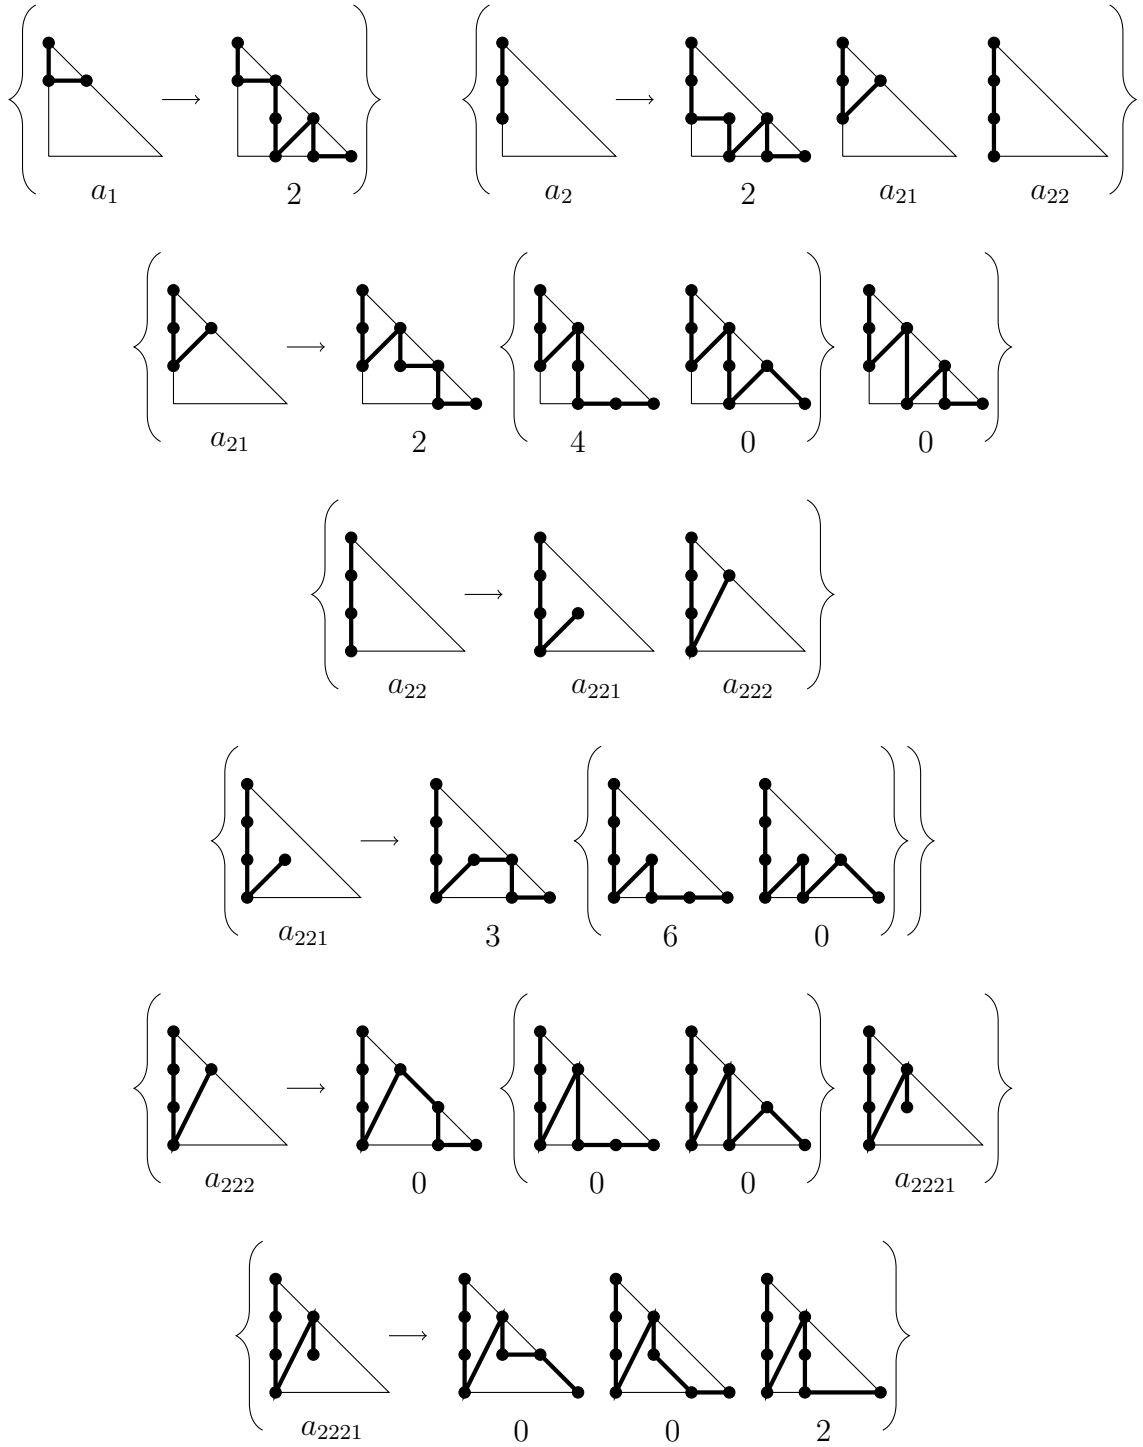 a₁ 2 a₂ 2 a₂₁ a₂₂
a₂₁ 2 4 0 0
a₂₂ a₂₂₁ a₂₂₂
a₂₂₁ 3 6 0
a₂₂₂ 0 0 0 a₂₂₂₁
a₂₂₂₁ 0 0 2